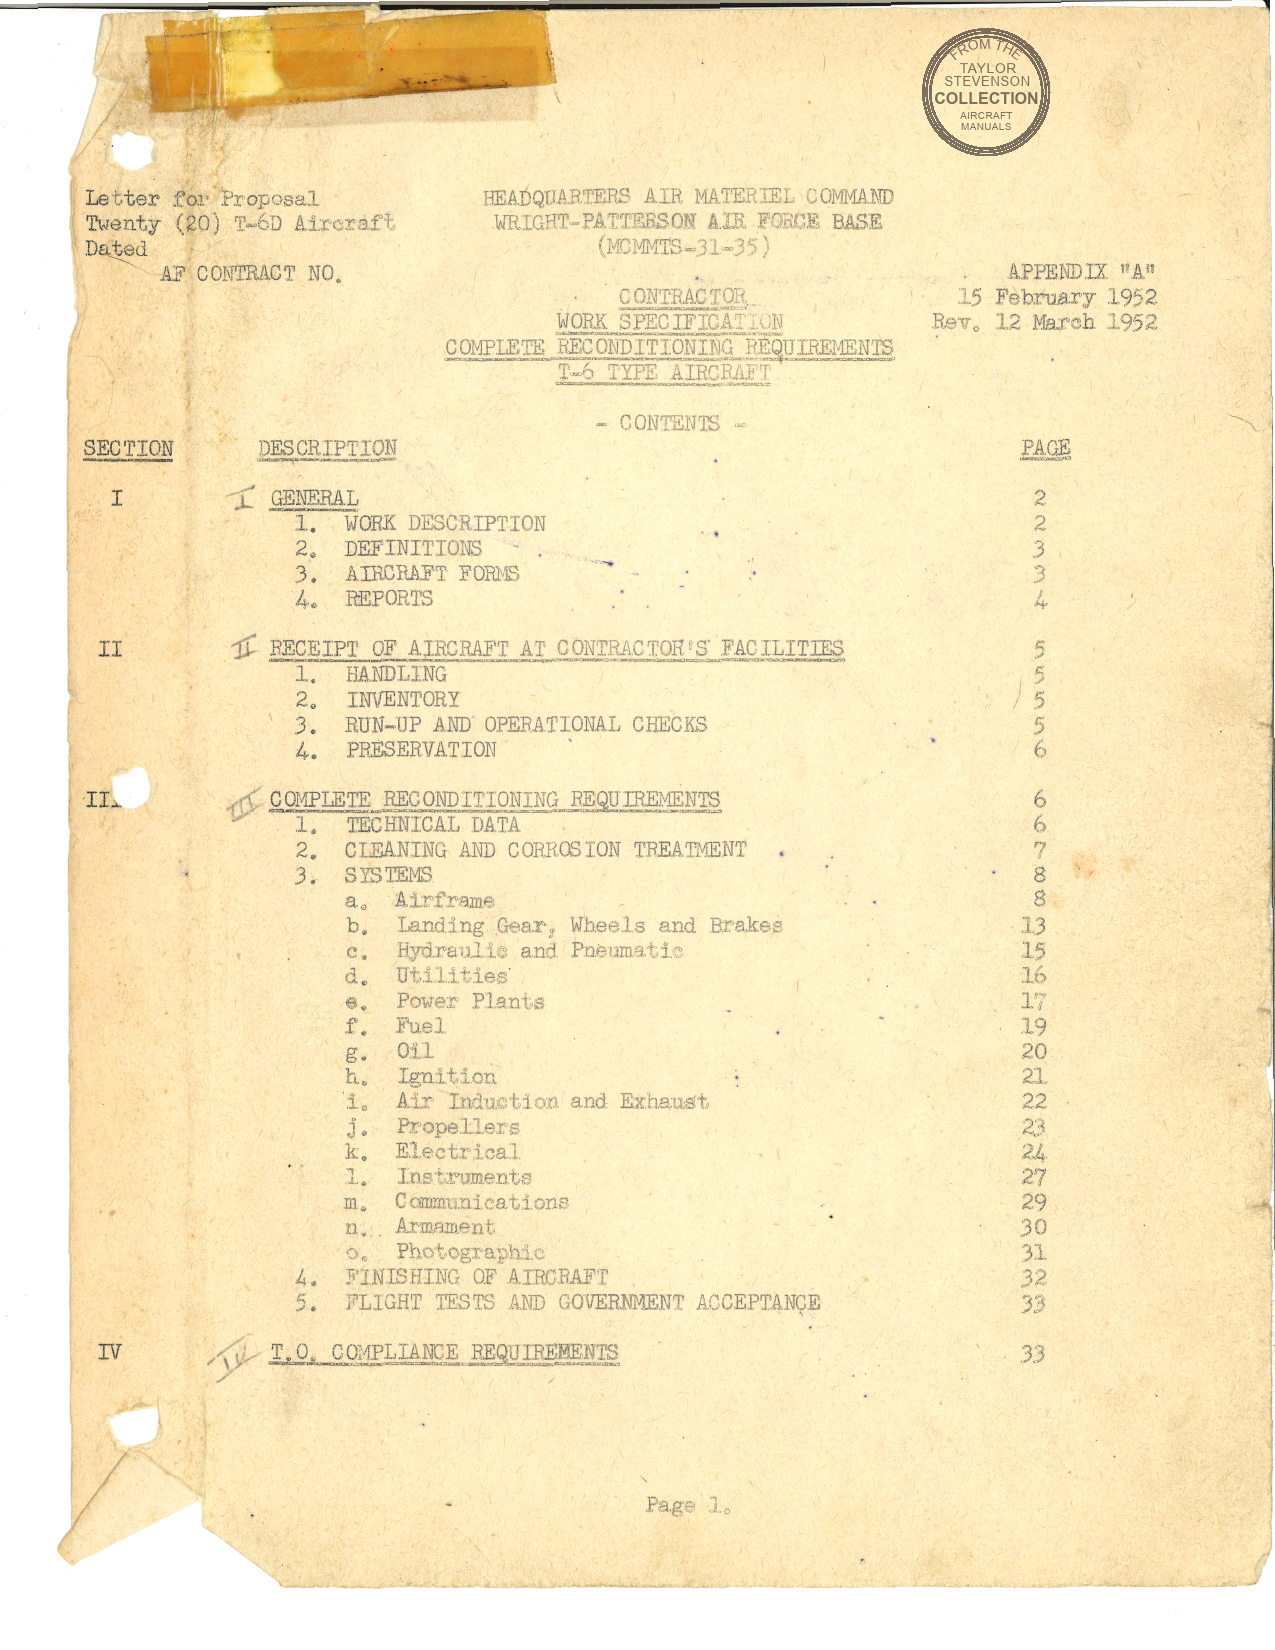 FROM THE
TAYLOR
STEVENSON
COLLECTION
AIRCRAFT
MANUALS
Letter for Proposal HEADQUARTERS AIR MATERIEL COMMAND
Twenty (20) T-6D Aircraft WRIGHT-PATTERSON AIR FORCE BASE
Dated (MCMMTS-31-35)
AF CONTRACT NO. APPENDIX "A"
CONTRACTOR 15 February 1952
WORK SPECIFICATION Rev. 12 March 1952
COMPLETE RECONDITIONING REQUIREMENTS
T-6 TYPE AIRCRAFT
- CONTENTS -
SECTION DESCRIPTION PAGE
I I GENERAL 2
1. WORK DESCRIPTION 2
2. DEFINITIONS 3
3. AIRCRAFT FORMS 3
4. REPORTS 4
II II RECEIPT OF AIRCRAFT AT CONTRACTOR'S FACILITIES 5
1. HANDLING 5
2. INVENTORY 5
3. RUN-UP AND OPERATIONAL CHECKS 5
4. PRESERVATION 6
III III COMPLETE RECONDITIONING REQUIREMENTS 6
1. TECHNICAL DATA 6
2. CLEANING AND CORROSION TREATMENT 7
3. SYSTEMS 8
a. Airframe 8
b. Landing Gear, Wheels and Brakes 13
c. Hydraulic and Pneumatic 15
d. Utilities 16
e. Power Plants 17
f. Fuel 19
g. Oil 20
h. Ignition 21
i. Air Induction and Exhaust 22
j. Propellers 23
k. Electrical 24
l. Instruments 27
m. Communications 29
n. Armament 30
o. Photographic 31
4. FINISHING OF AIRCRAFT 32
5. FLIGHT TESTS AND GOVERNMENT ACCEPTANCE 33
IV IV T.O. COMPLIANCE REQUIREMENTS 33
Page 1.